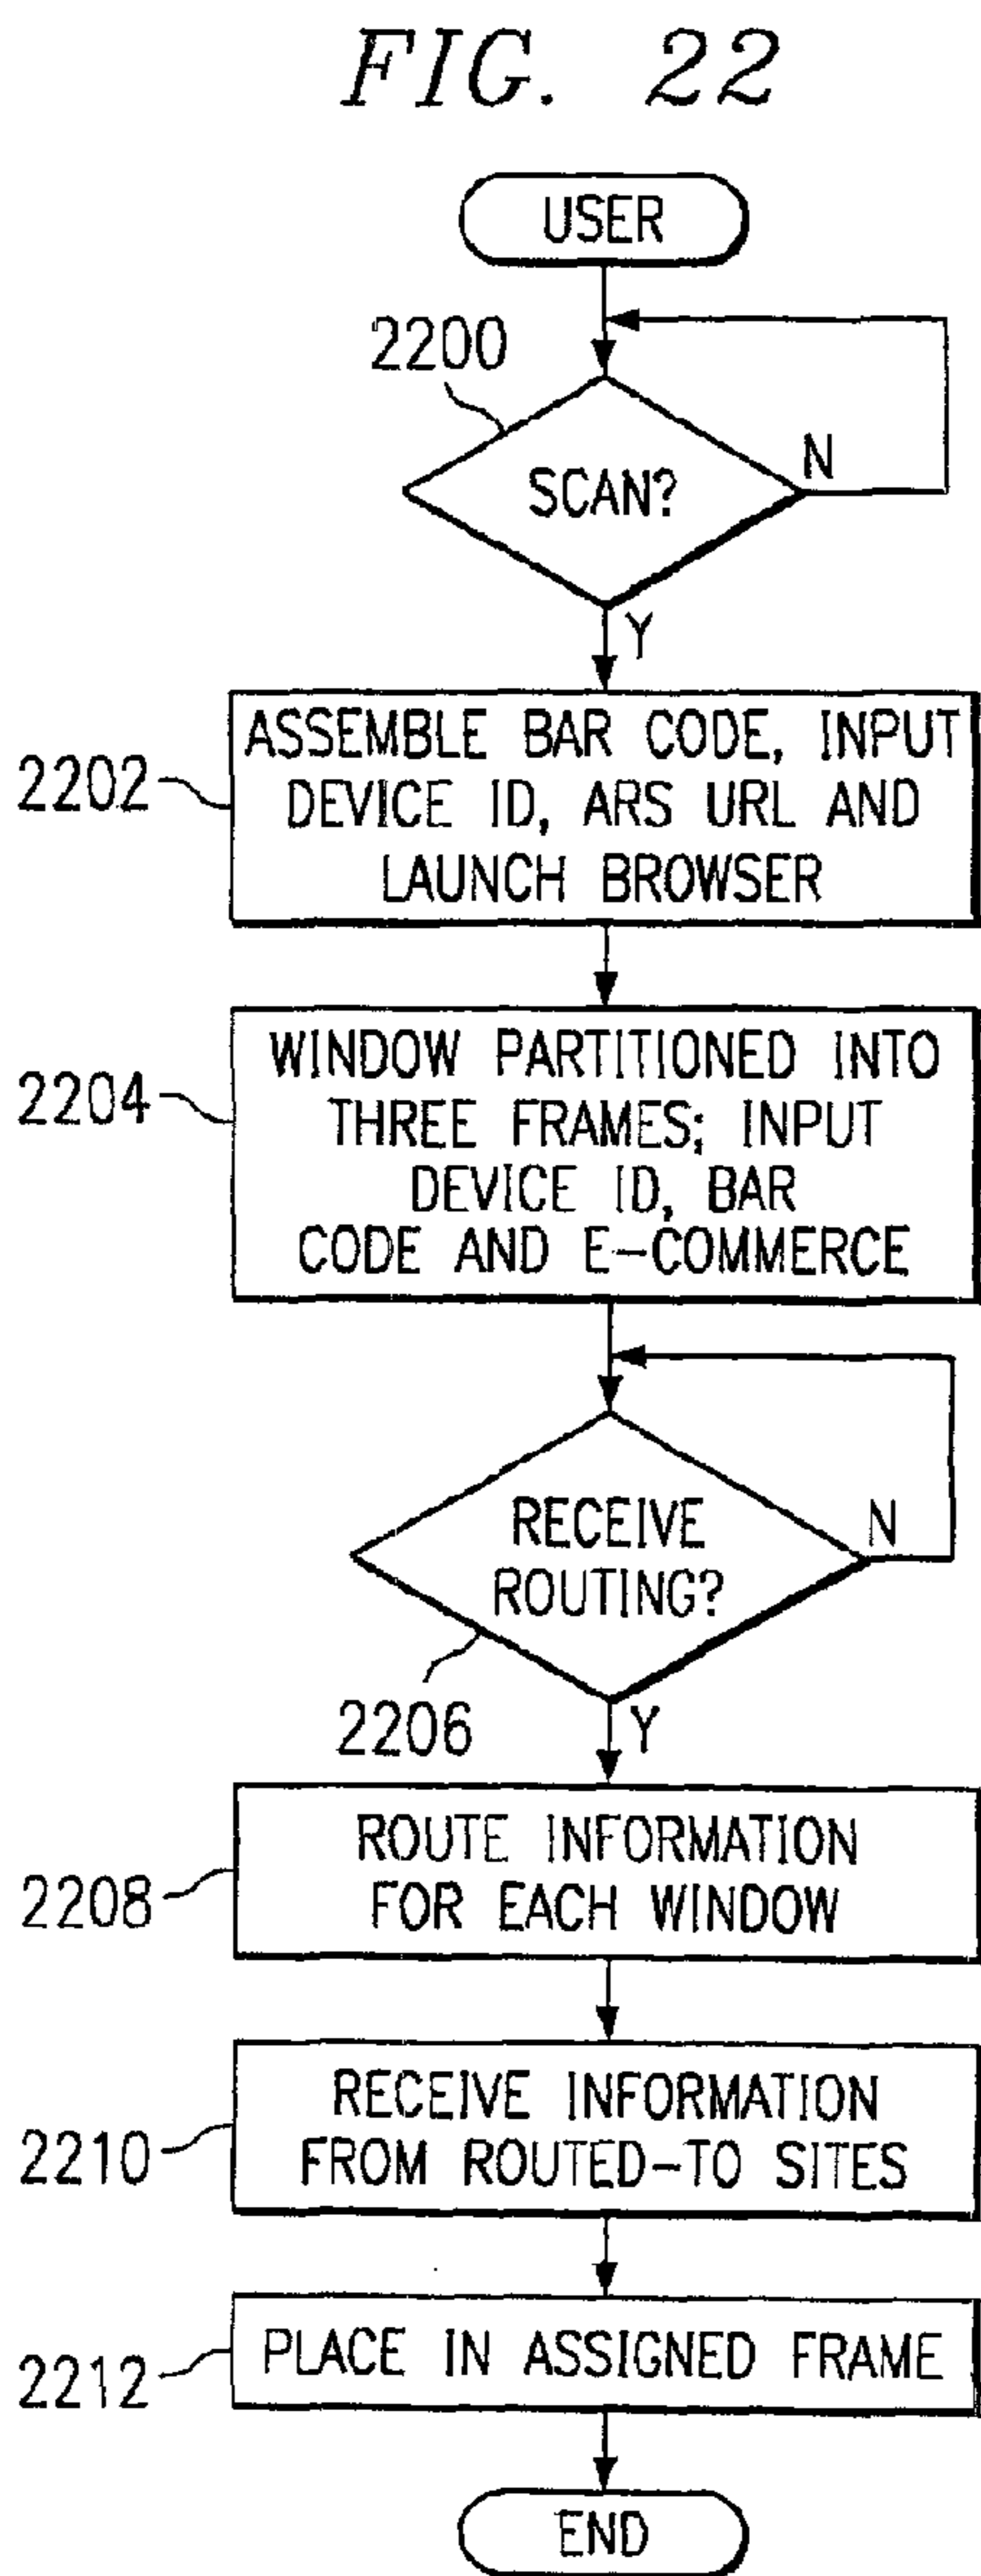 FIG. 22
USER
2200
SCAN?
N
Y
2202
ASSEMBLE BAR CODE, INPUT
DEVICE ID, ARS URL AND
LAUNCH BROWSER
2204
WINDOW PARTITIONED INTO
THREE FRAMES; INPUT
DEVICE ID, BAR
CODE AND E-COMMERCE
RECEIVE
ROUTING?
N
2206
Y
2208
ROUTE INFORMATION
FOR EACH WINDOW
2210
RECEIVE INFORMATION
FROM ROUTED-TO SITES
2212
PLACE IN ASSIGNED FRAME
END